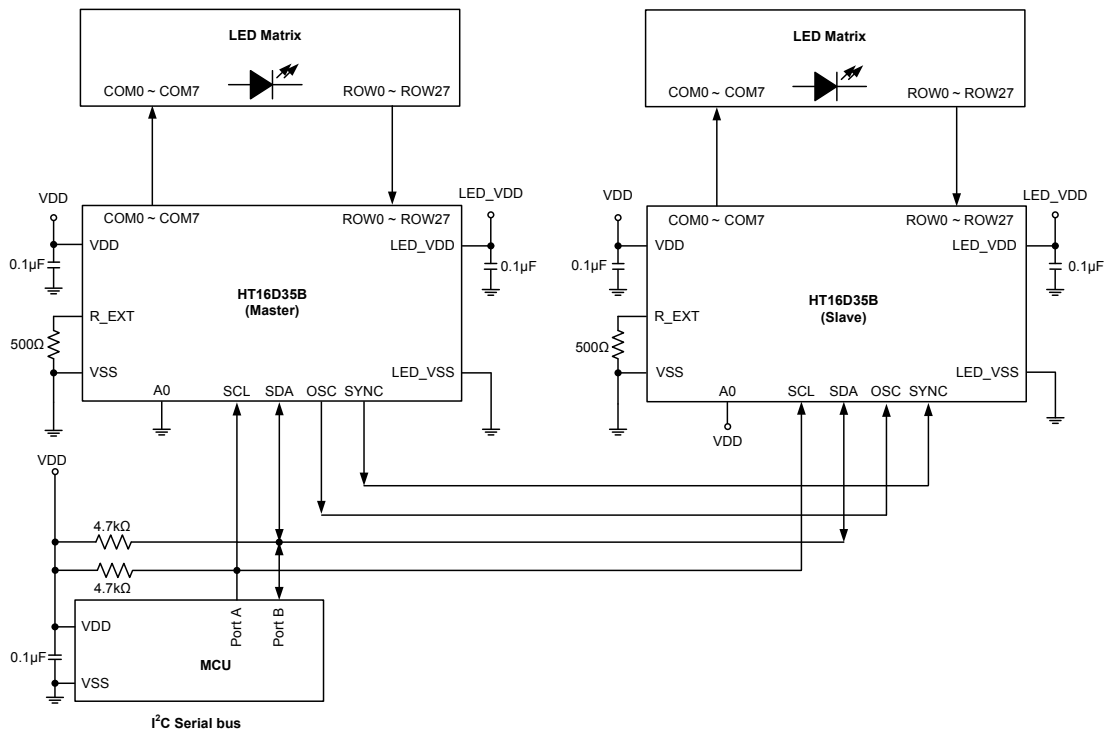 LED Matrix
COM0 ~ COM7
ROW0 ~ ROW27
VDD
LED_VDD
COM0 ~ COM7
ROW0 ~ ROW27
VDD
LED_VDD
0.1µF
0.1µF
HT16D35B
(Master)
R_EXT
500Ω
VSS
LED_VSS
A0
SCL
SDA
OSC
SYNC
LED Matrix
COM0 ~ COM7
ROW0 ~ ROW27
VDD
LED_VDD
COM0 ~ COM7
ROW0 ~ ROW27
VDD
LED_VDD
0.1µF
0.1µF
HT16D35B
(Slave)
R_EXT
500Ω
VSS
LED_VSS
A0
SCL
SDA
OSC
SYNC
VDD
VDD
4.7kΩ
4.7kΩ
Port A
Port B
VDD
0.1µF
MCU
VSS
I²C Serial bus